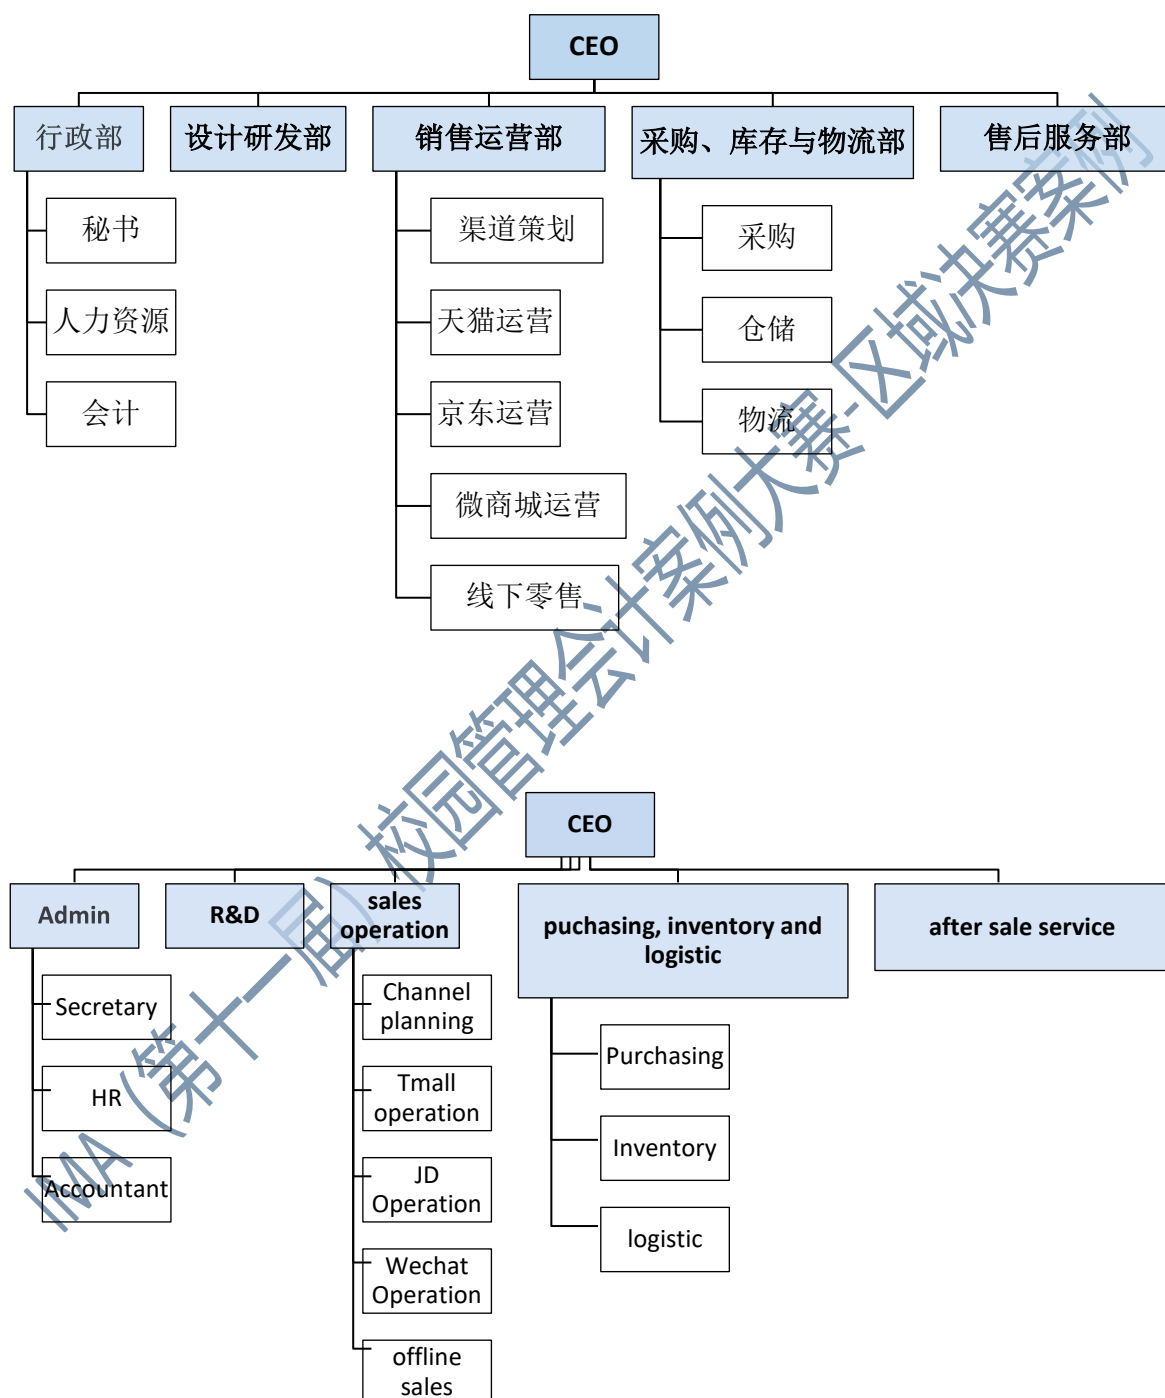 CEO
行政部
设计研发部
销售运营部
采购、库存与物流部
售后服务部
秘书
人力资源
会计
渠道策划
天猫运营
京东运营
微商城运营
线下零售
采购
仓储
物流
IMA（第十一届）校园管理会计案例大赛-区域决赛案例
CEO
Admin
R&D
sales
operation
puchasing, inventory and
logistic
after sale service
Secretary
HR
Accountant
Channel
planning
Tmall
operation
JD
Operation
Wechat
Operation
offline
sales
Purchasing
Inventory
logistic